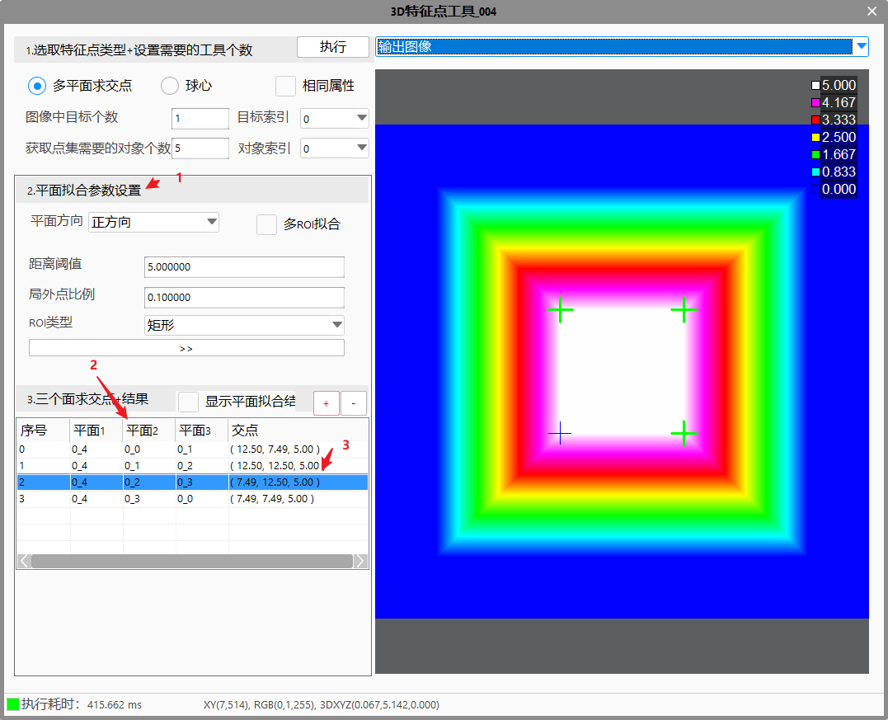 3D特征点工具_004
1.选取特征点类型+设置需要的工具个数
执行
输出图像
多平面求交点
球心
相同属性
图像中目标个数
1
目标索引
0
获取点集需要的对象个数
5
对象索引
0
1
2.平面拟合参数设置
平面方向
正方向
多ROI拟合
距离阈值
5.000000
局外点比例
0.100000
ROI类型
矩形
>>
2
3.三个面求交点+结果
显示平面拟合结
+
-
序号 平面1 平面2 平面3 交点
3
0 0_4 0_0 0_1 ( 12.50, 7.49, 5.00 )
1 0_4 0_1 0_2 ( 12.50, 12.50, 5.00
2 0_4 0_2 0_3 ( 7.49, 12.50, 5.00 )
3 0_4 0_3 0_0 ( 7.49, 7.49, 5.00 )
5.000
4.167
3.333
2.500
1.667
0.833
0.000
执行耗时： 415.662 ms
XY(7,514), RGB(0,1,255), 3DXYZ(0.067,5.142,0.000)